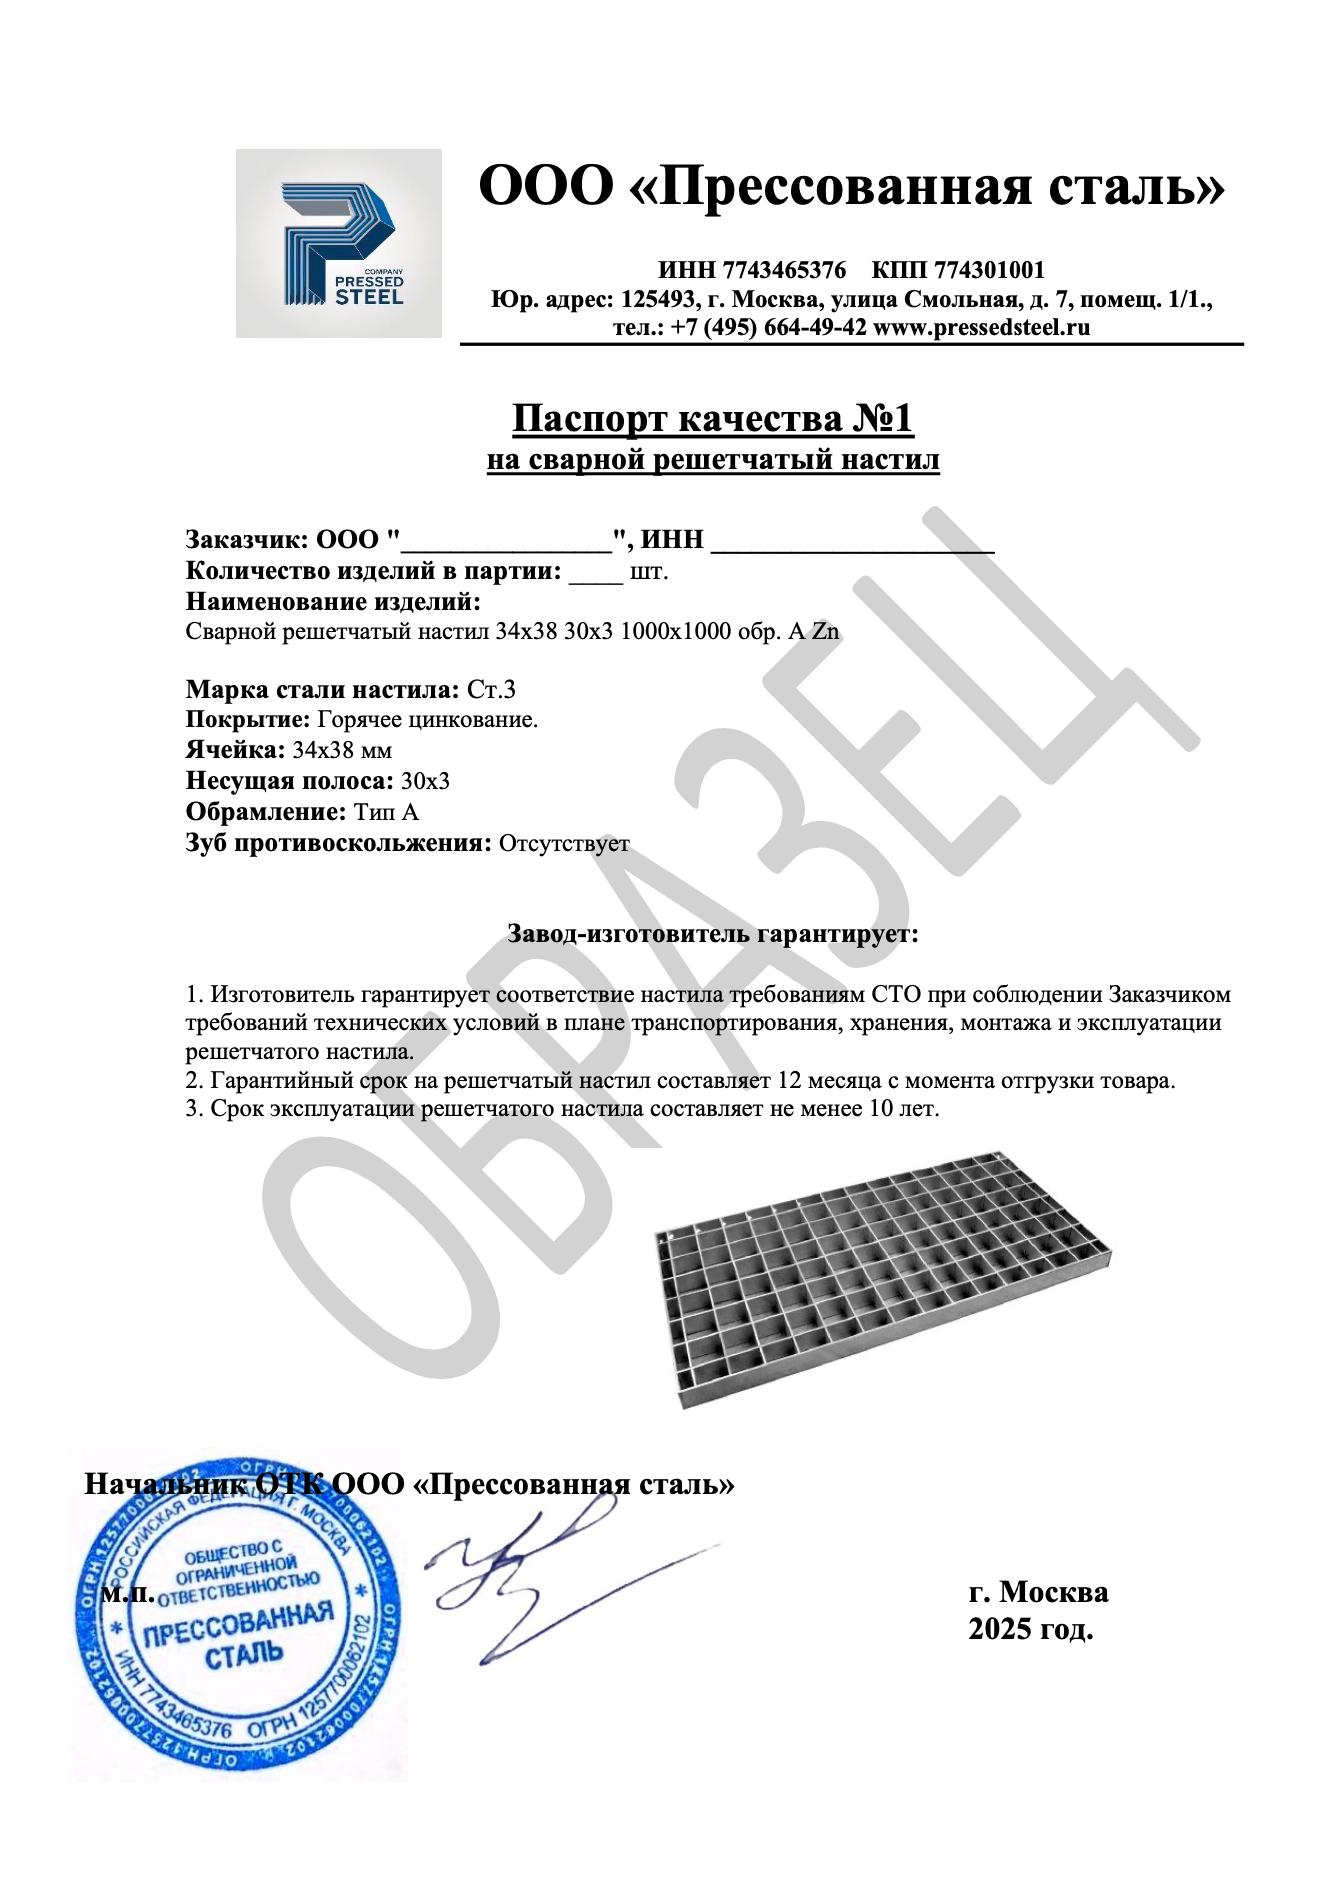 COMPANY
PRESSED
STEEL
ООО «Прессованная сталь»
ИНН 7743465376 КПП 774301001
Юр. адрес: 125493, г. Москва, улица Смольная, д. 7, помещ. 1/1.,
тел.: +7 (495) 664-49-42 www.pressedsteel.ru
Паспорт качества №1
на сварной решетчатый настил
Заказчик: ООО "_______________", ИНН ____________________
Количество изделий в партии: ____ шт.
Наименование изделий:
Сварной решетчатый настил 34х38 30х3 1000х1000 обр. А Zn
Марка стали настила: Ст.3
Покрытие: Горячее цинкование.
Ячейка: 34х38 мм
Несущая полоса: 30х3
Обрамление: Тип А
Зуб противоскольжения: Отсутствует
ОБРАЗЕЦ
Завод-изготовитель гарантирует:
1. Изготовитель гарантирует соответствие настила требованиям СТО при соблюдении Заказчиком
требований технических условий в плане транспортирования, хранения, монтажа и эксплуатации
решетчатого настила.
2. Гарантийный срок на решетчатый настил составляет 12 месяца с момента отгрузки товара.
3. Срок эксплуатации решетчатого настила составляет не менее 10 лет.
Начальник ОТК ООО «Прессованная сталь»
м.п.
г. Москва
2025 год.
РОССИЙСКАЯ ФЕДЕРАЦИЯ Г. МОСКВА
ОБЩЕСТВО С
ОГРАНИЧЕННОЙ
ОТВЕТСТВЕННОСТЬЮ
ПРЕССОВАННАЯ
СТАЛЬ
* ИНН 7743465376 ОГРН 1257700062102 *
ОГРН 1257700062102